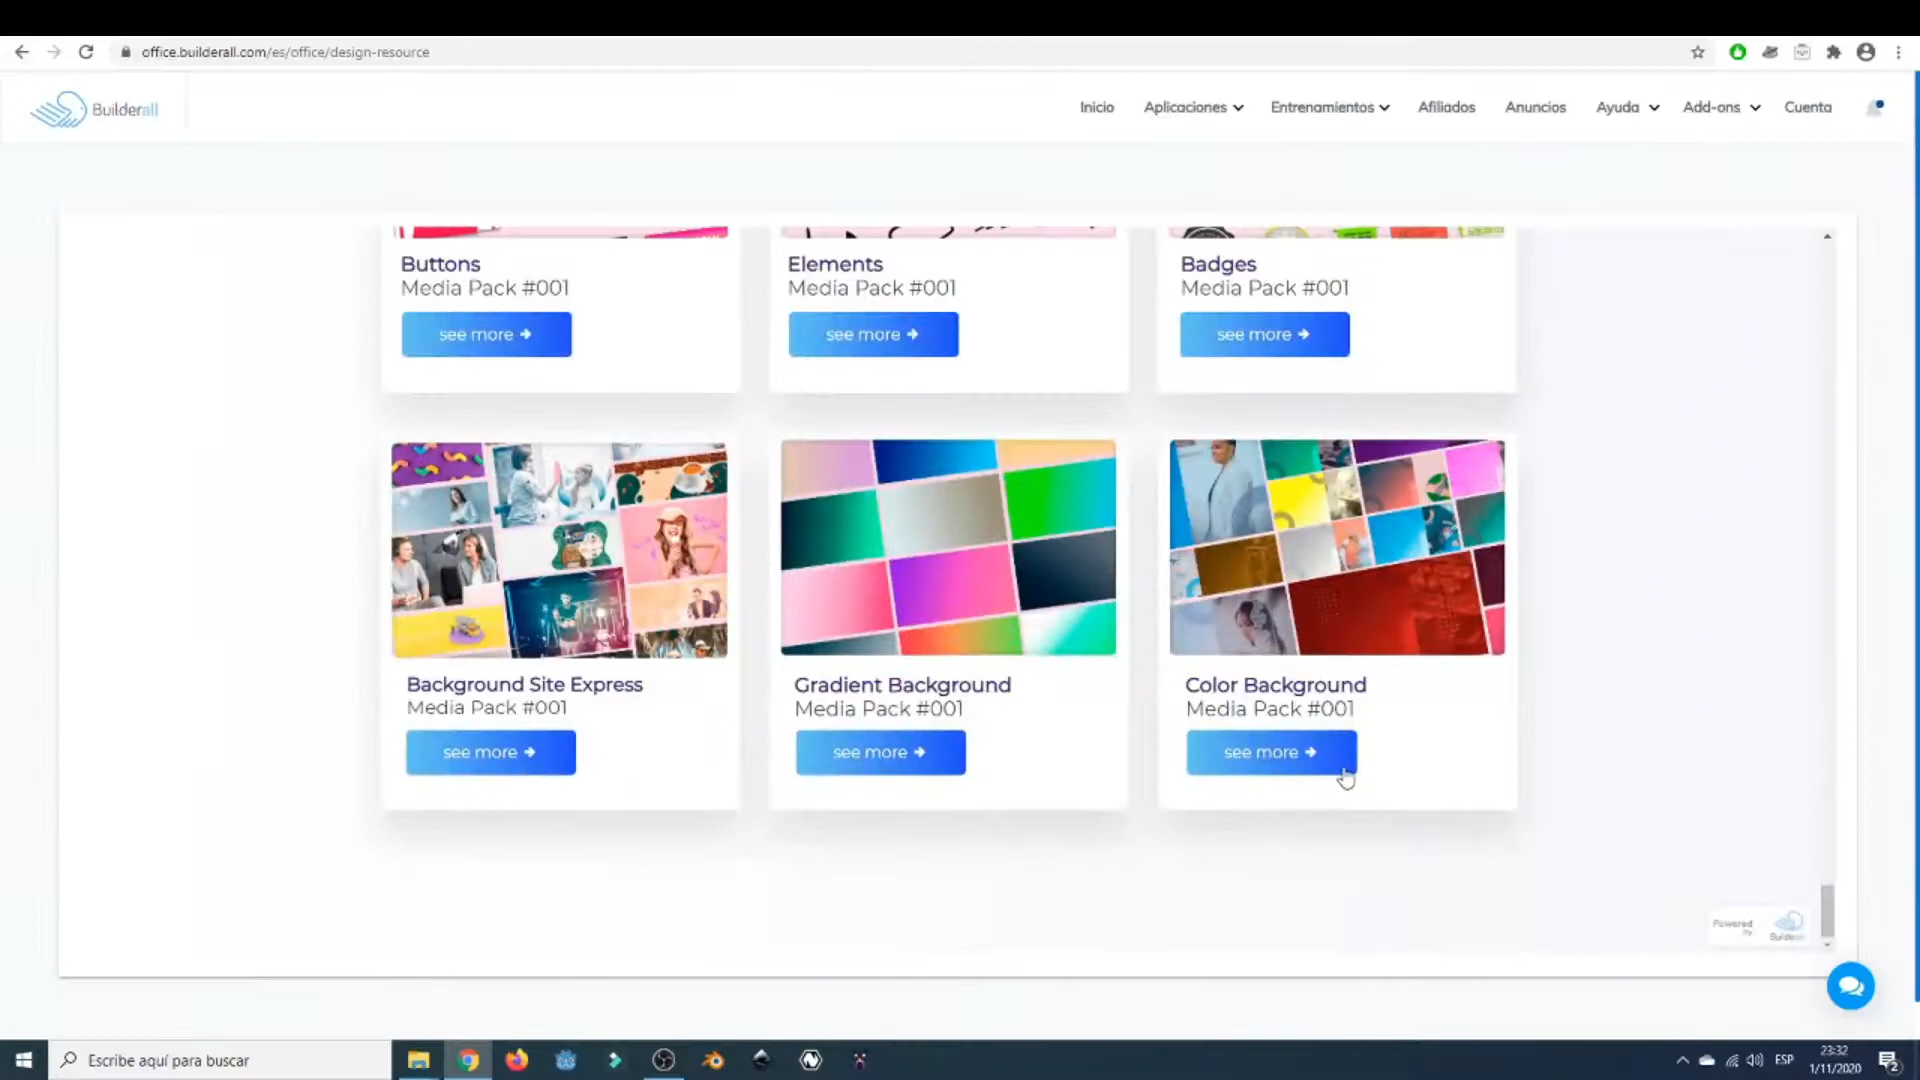 office.builderall.com/es/office/design-resource
Builderall
Inicio
Aplicaciones
Entrenamientos
Afiliados
Anuncios
Ayuda
Add-ons
Cuenta
Buttons
Media Pack #001
see more
Elements
Media Pack #001
see more
Badges
Media Pack #001
see more
Background Site Express
Media Pack #001
see more
Gradient Background
Media Pack #001
see more
Color Background
Media Pack #001
see more
Powered
By
Escribe aquí para buscar
ESP
23:32
1/11/2020
2